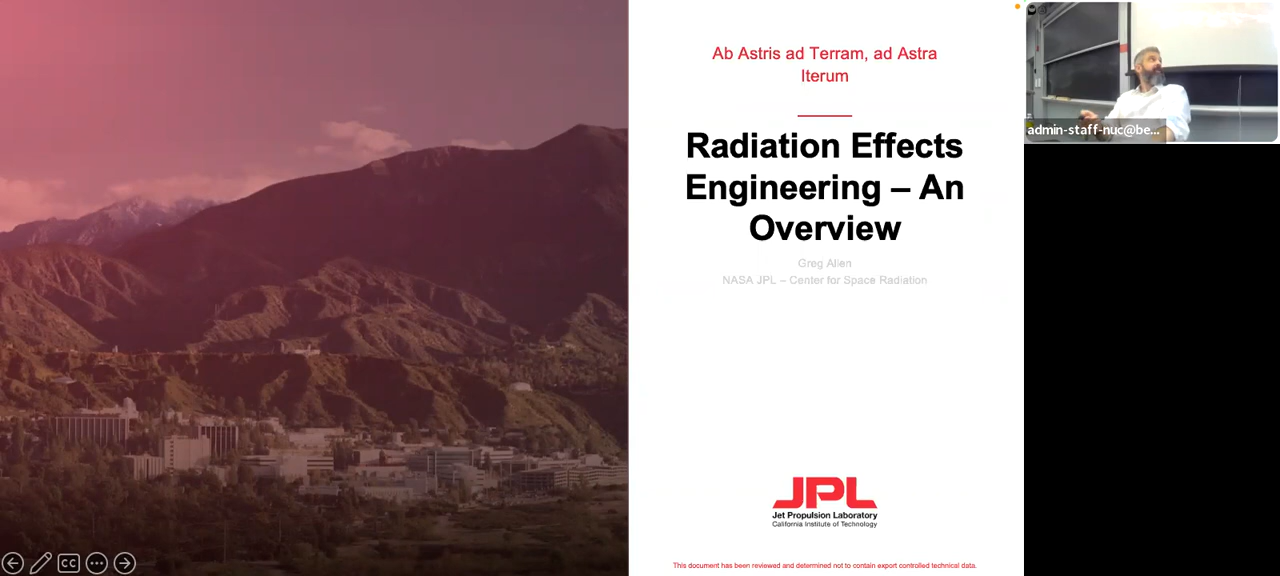 Ab Astris ad Terram, ad Astra
Iterum
Radiation Effects
Engineering – An
Overview
Greg Allen
NASA JPL – Center for Space Radiation
JPL
Jet Propulsion Laboratory
California Institute of Technology
This document has been reviewed and determined not to contain export controlled technical data.
admin-staff-nuc@be...
CC